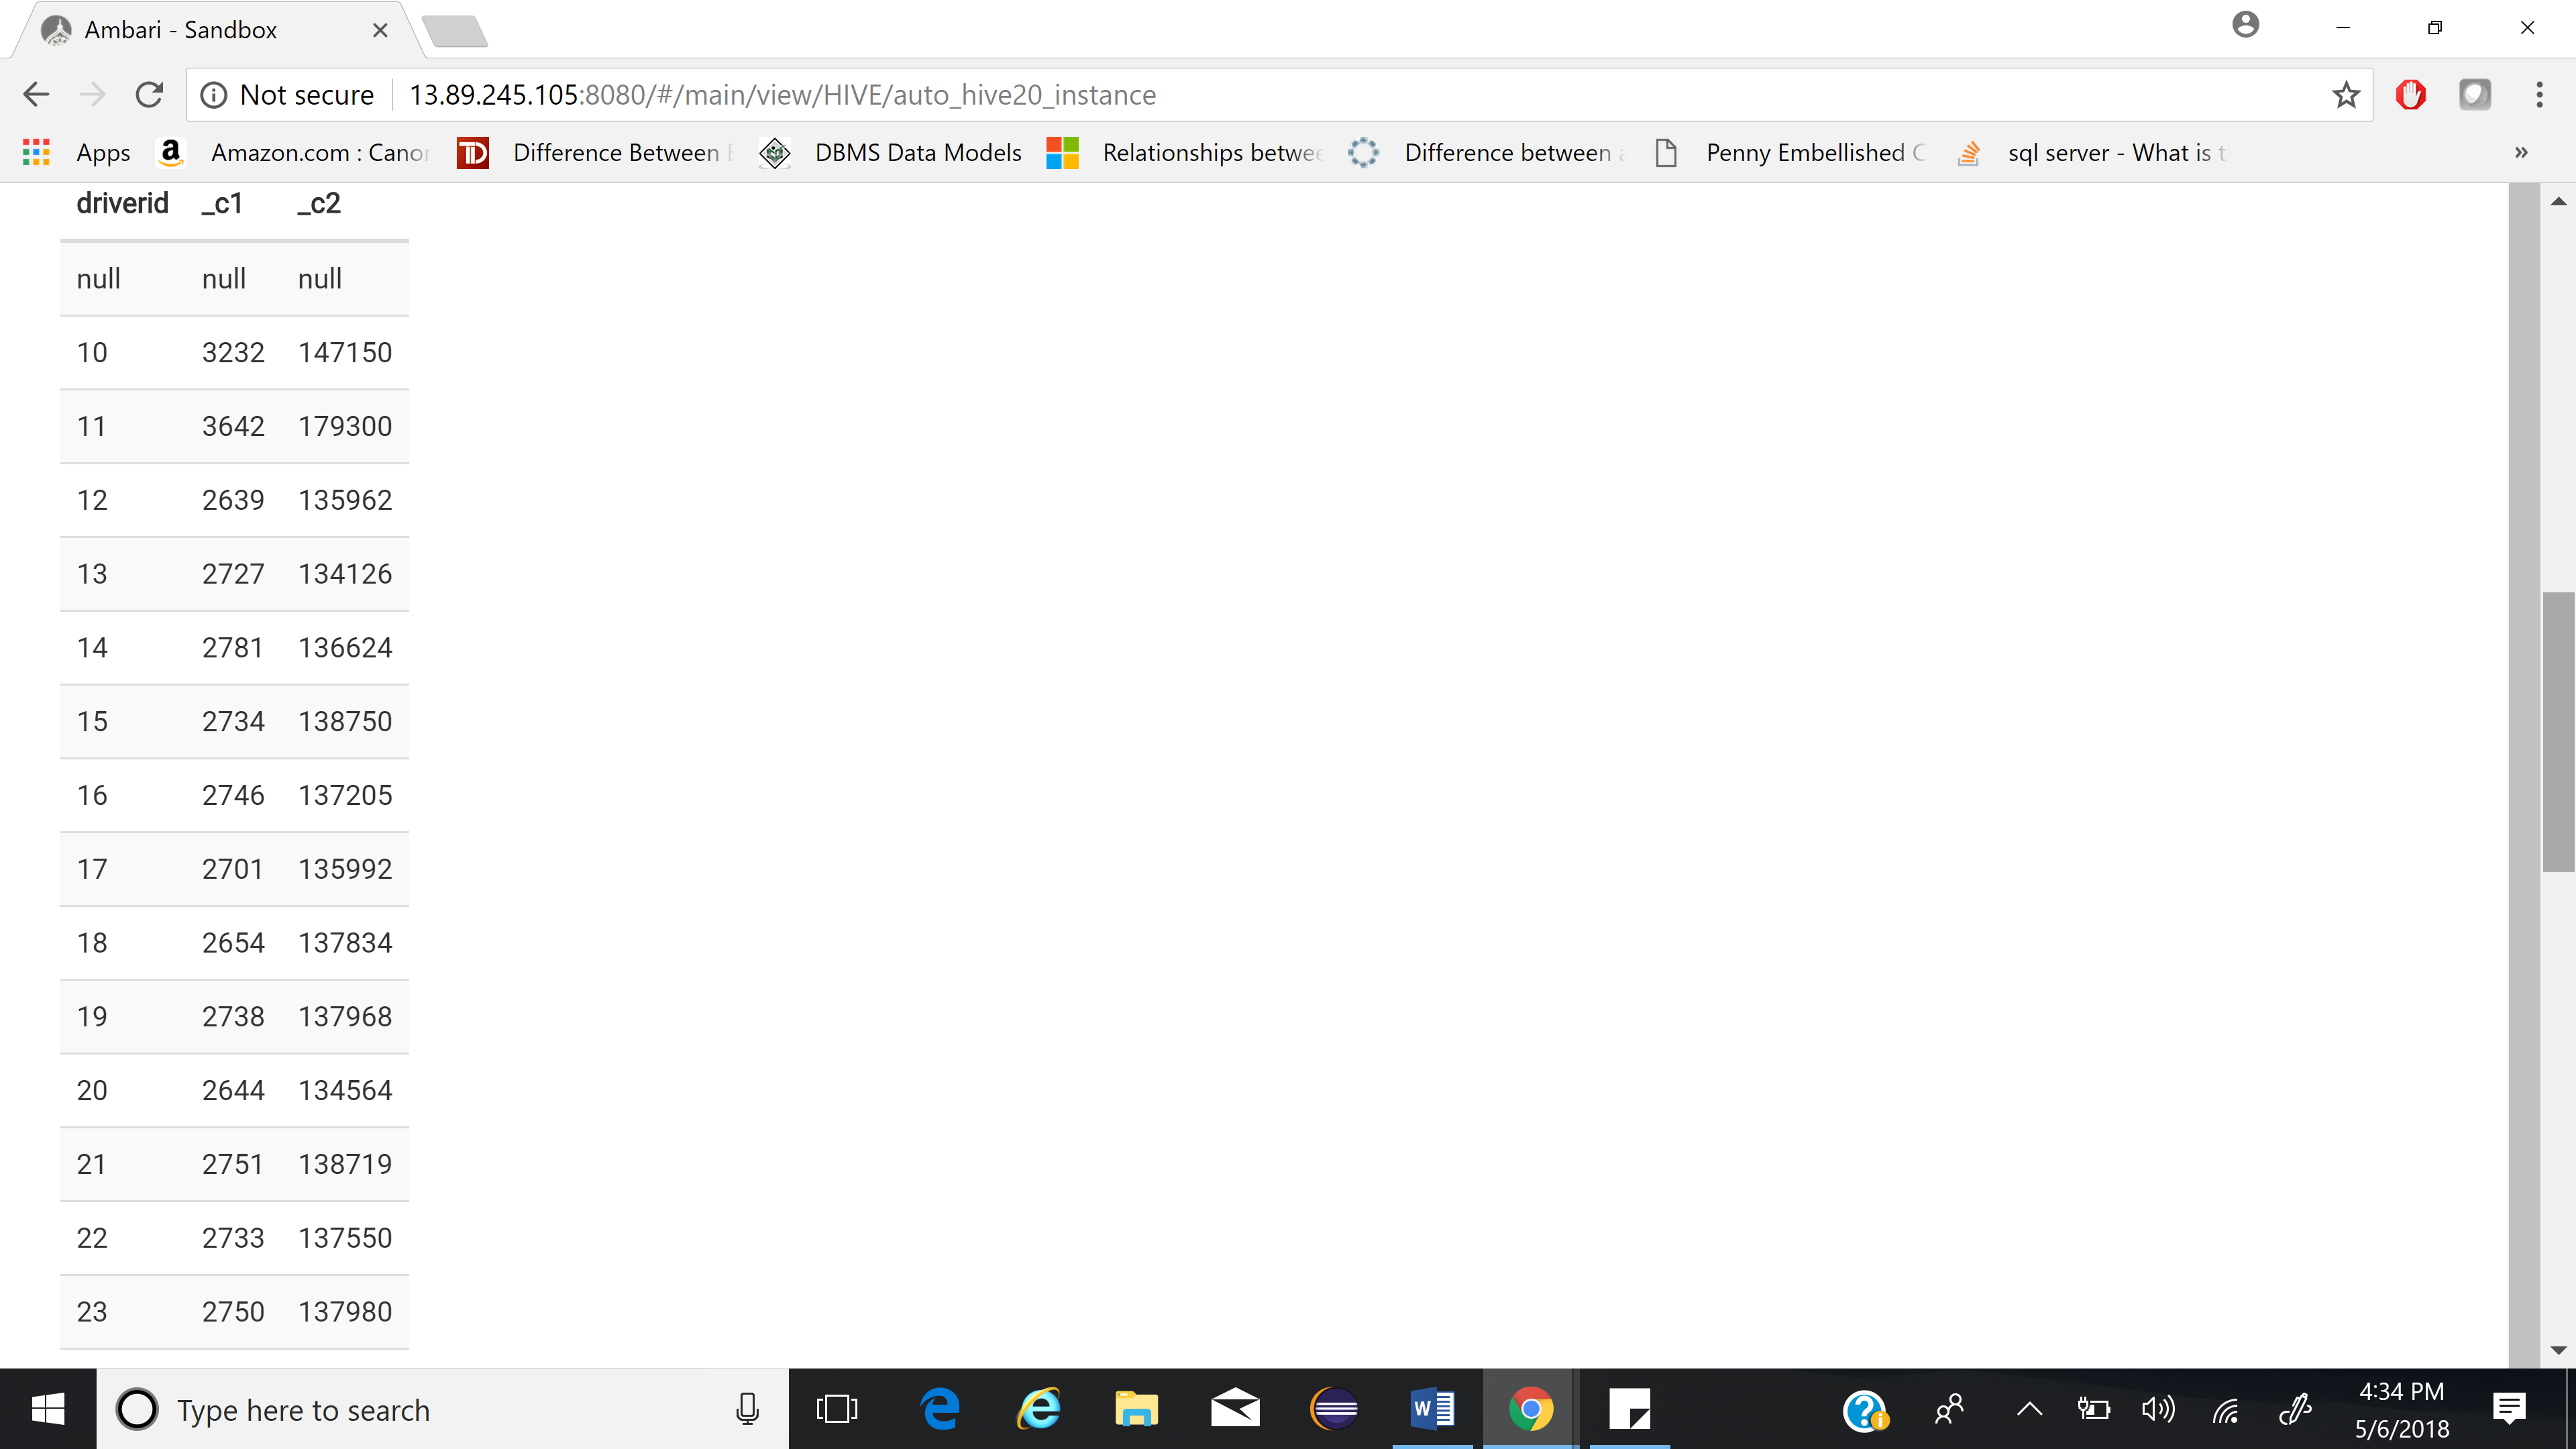 Ambari - Sandbox
Not secure 13.89.245.105:8080/#/main/view/HIVE/auto_hive20_instance
Apps Amazon.com : Canon Difference Between DBMS Data Models Relationships betwee Difference between Penny Embellished sql server - What is t »
driverid _c1 _c2
null null null
10 3232 147150
11 3642 179300
12 2639 135962
13 2727 134126
14 2781 136624
15 2734 138750
16 2746 137205
17 2701 135992
18 2654 137834
19 2738 137968
20 2644 134564
21 2751 138719
22 2733 137550
23 2750 137980
Type here to search
4:34 PM
5/6/2018